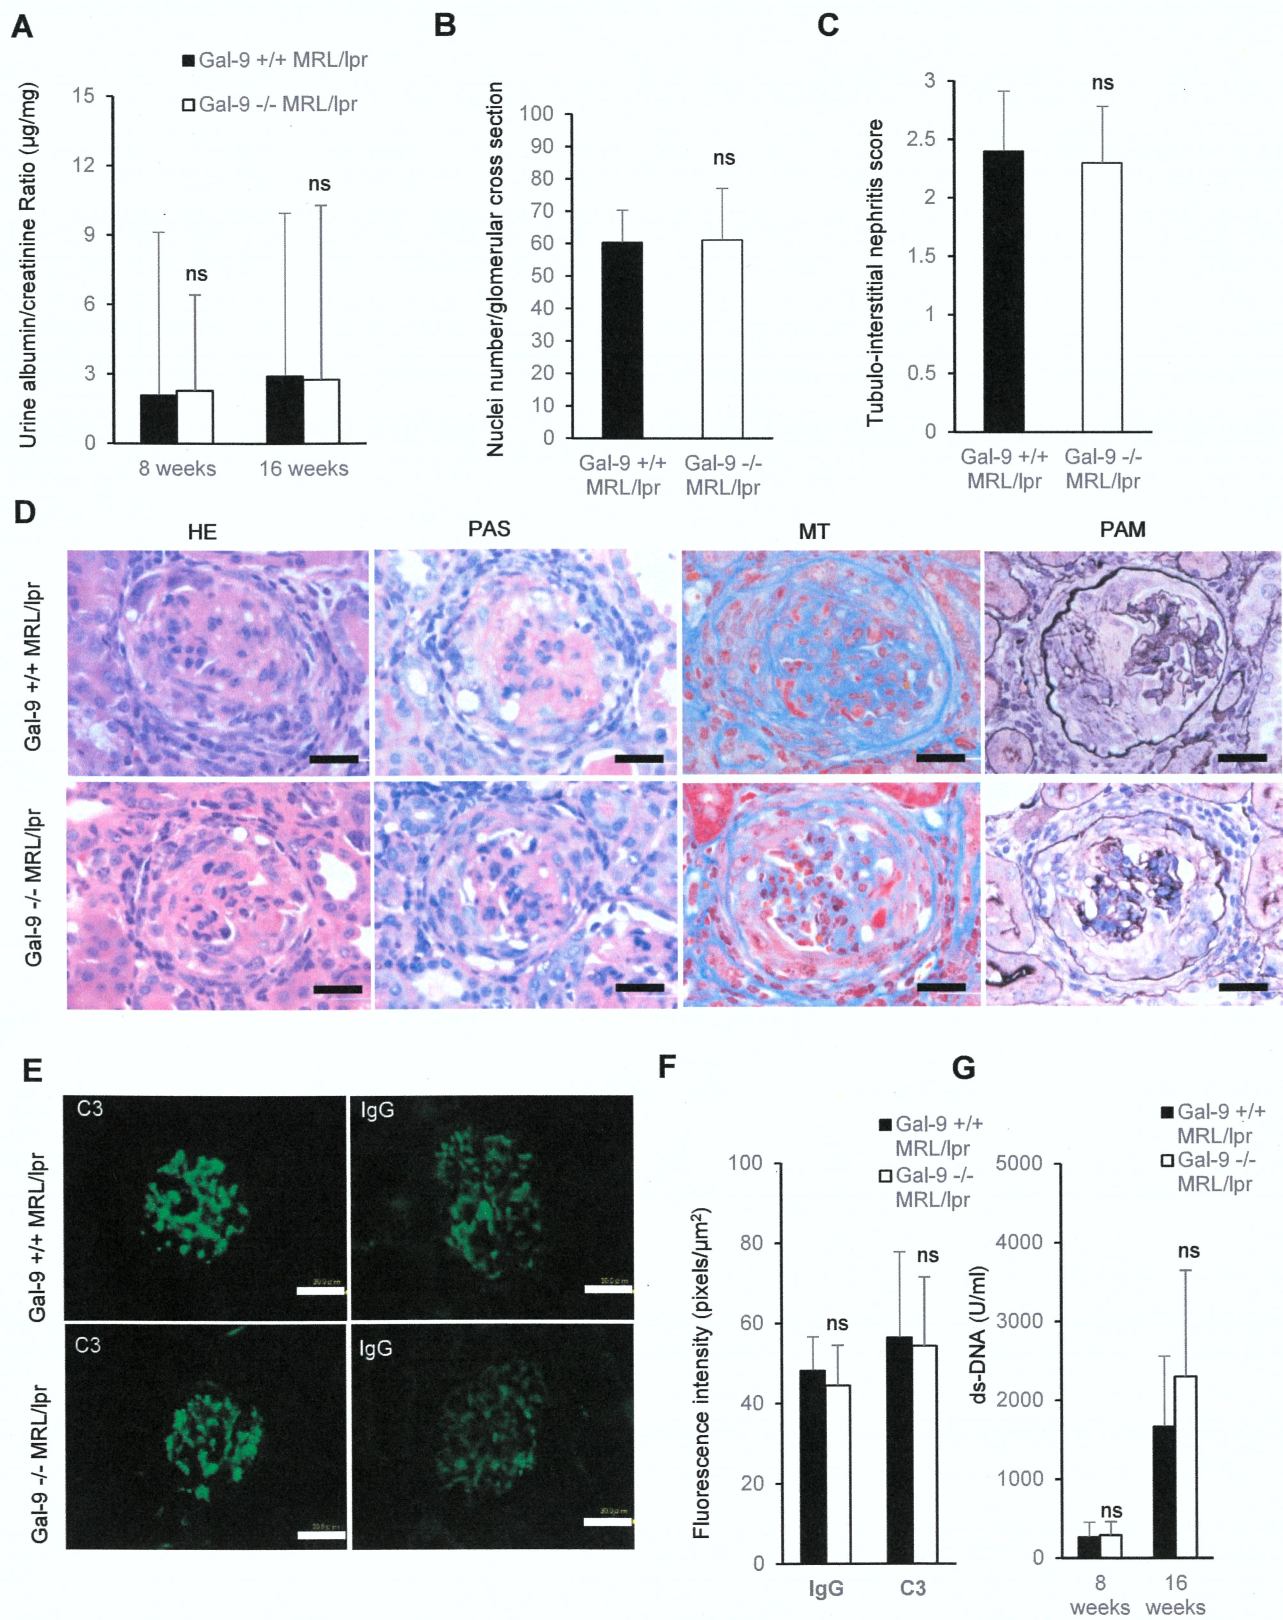 A
Gal-9 +/+ MRL/lpr
Gal-9 -/- MRL/lpr
Urine albumin/creatinine Ratio (μg/mg)
15
12
9
6
3
0
ns
ns
8 weeks
16 weeks
B
Nuclei number/glomerular cross section
100
90
80
70
60
50
40
30
20
10
0
ns
Gal-9 +/+
MRL/lpr
Gal-9 -/-
MRL/lpr
C
Tubulo-interstitial nephritis score
3
2.5
2
1.5
1
0.5
0
ns
Gal-9 +/+
MRL/lpr
Gal-9 -/-
MRL/lpr
D
HE
PAS
MT
PAM
Gal-9 +/+ MRL/lpr
Gal-9 -/- MRL/lpr
E
Gal-9 +/+ MRL/lpr
C3
IgG
Gal-9 -/- MRL/lpr
C3
IgG
F
Gal-9 +/+
MRL/lpr
Gal-9 -/-
MRL/lpr
Fluorescence intensity (pixels/μm²)
100
80
60
40
20
0
ns
ns
IgG
C3
G
Gal-9 +/+
MRL/lpr
Gal-9 -/-
MRL/lpr
ds-DNA (U/ml)
5000
4000
3000
2000
1000
0
ns
ns
8
weeks
16
weeks